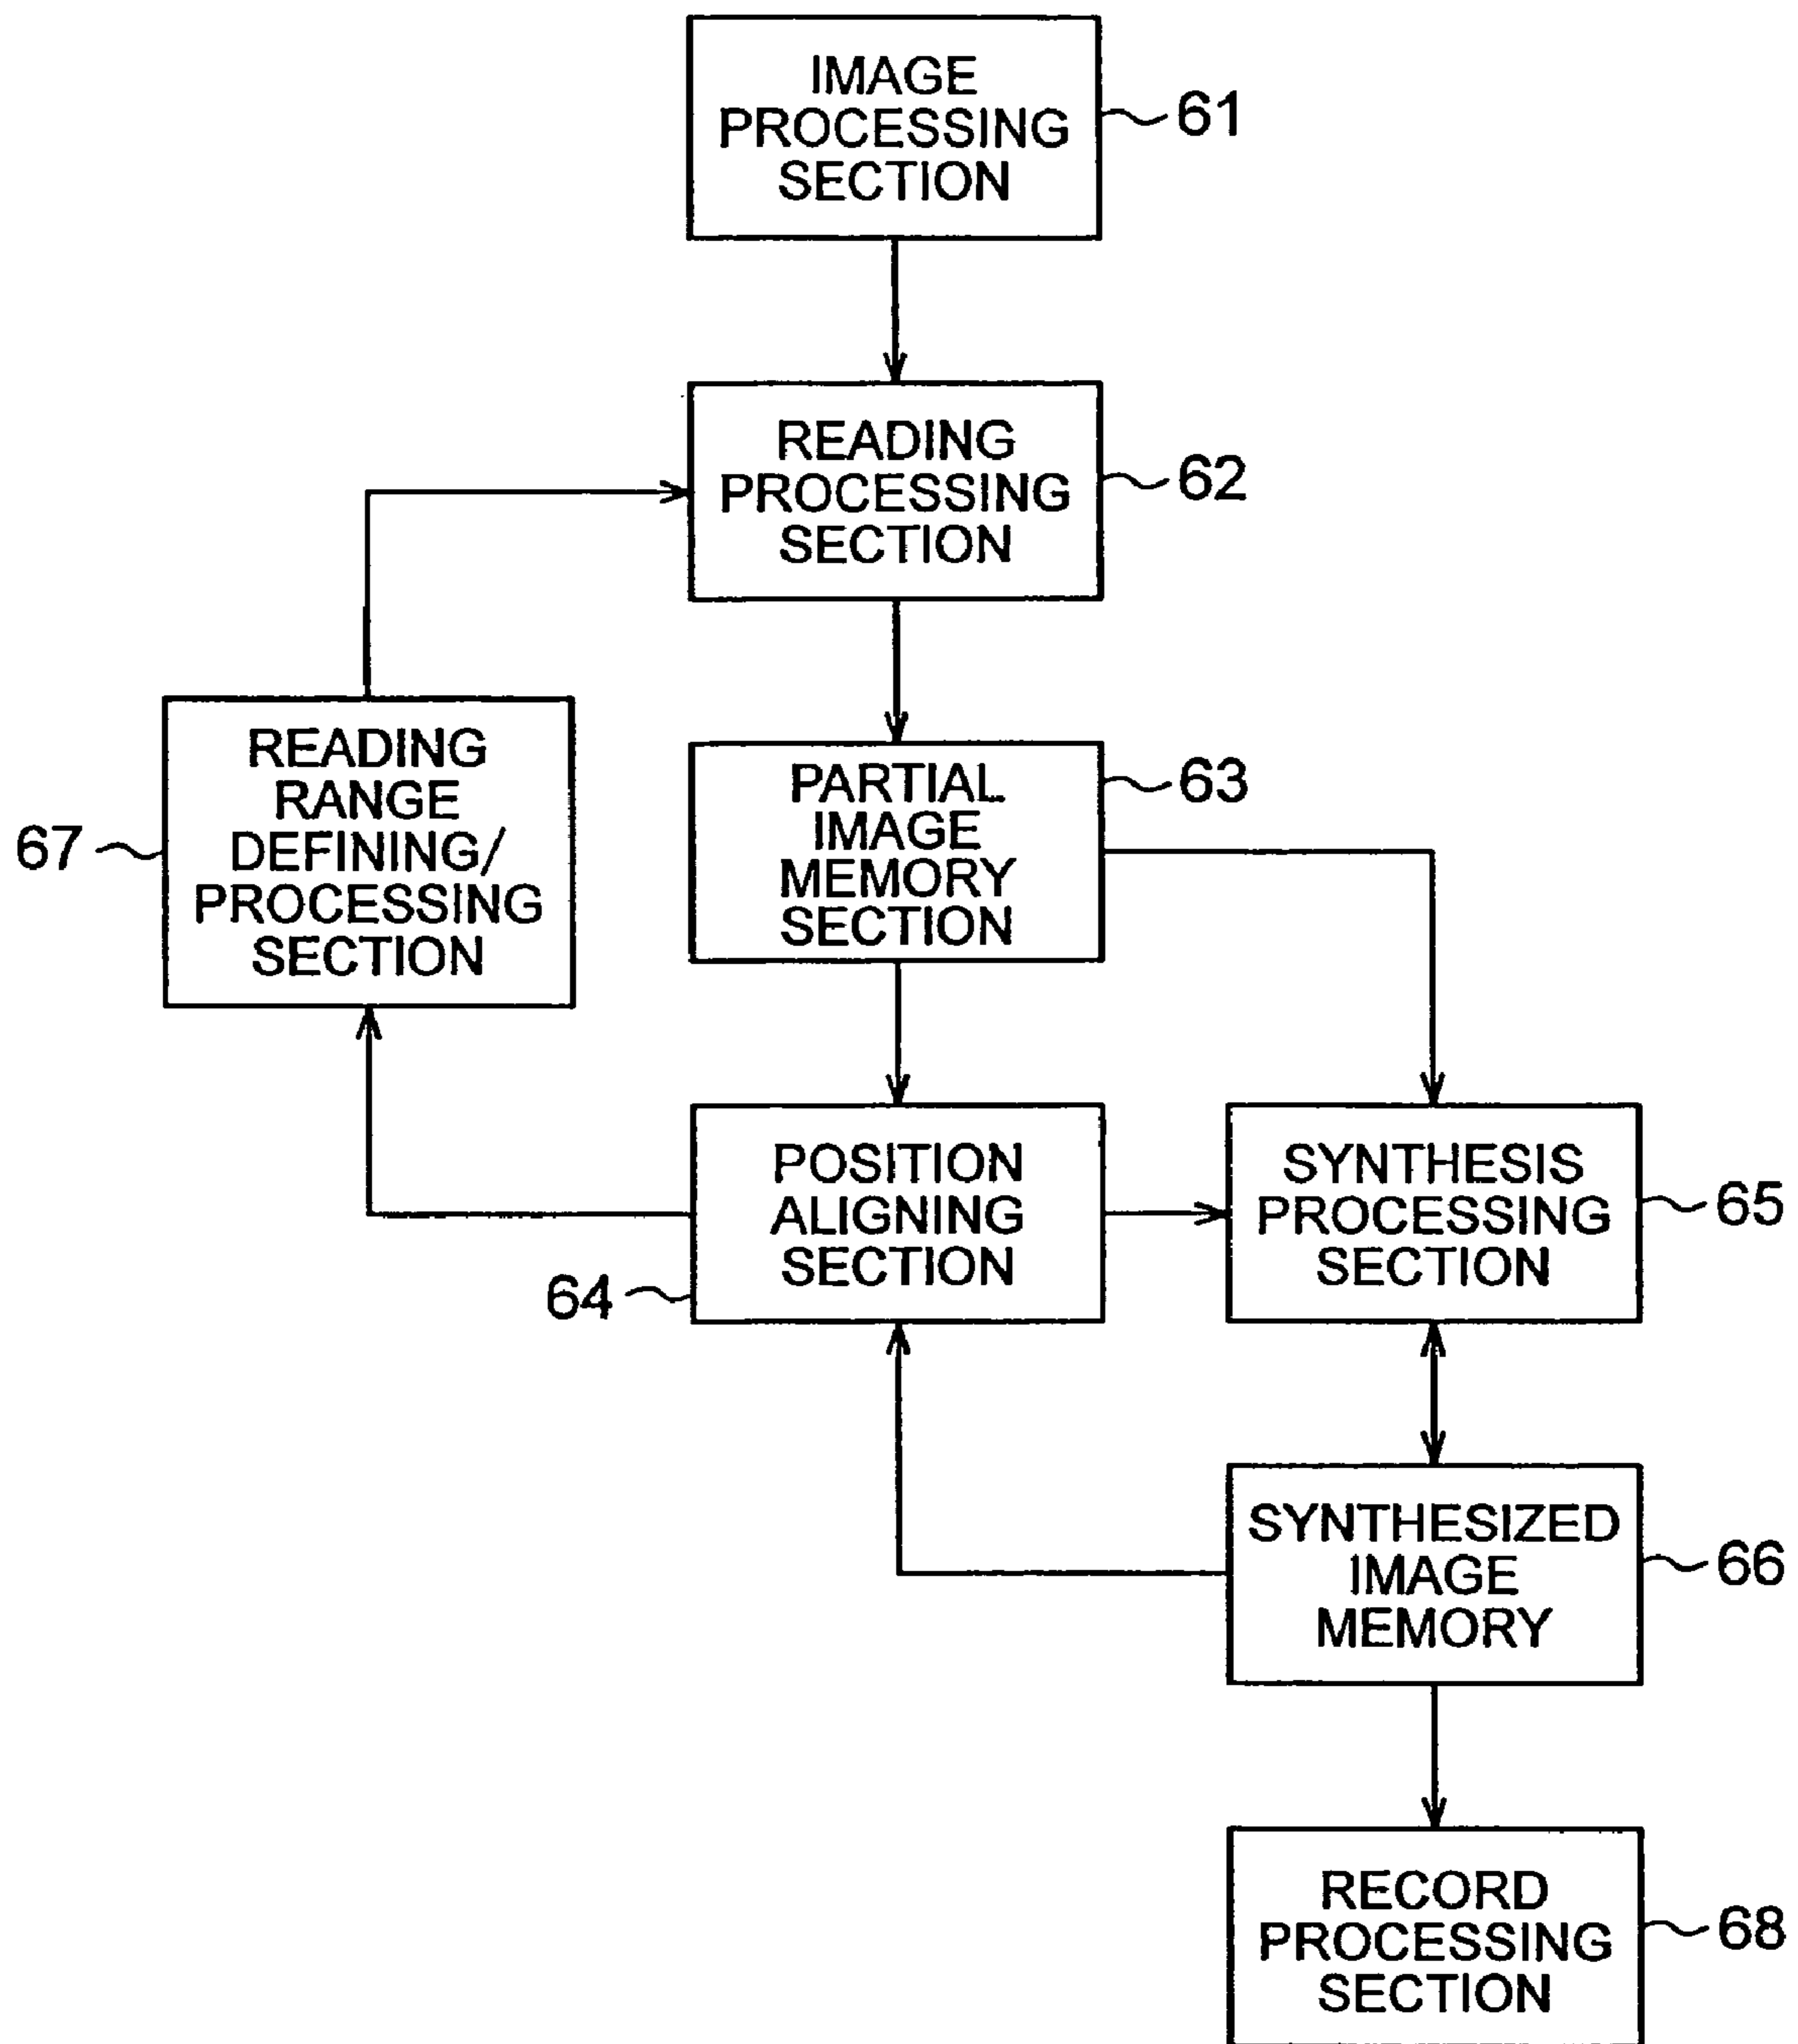 IMAGE
PROCESSING
SECTION
61
READING
PROCESSING
SECTION
62
READING
RANGE
DEFINING/
PROCESSING
SECTION
67
PARTIAL
IMAGE
MEMORY
SECTION
63
POSITION
ALIGNING
SECTION
64
SYNTHESIS
PROCESSING
SECTION
65
SYNTHESIZED
IMAGE
MEMORY
66
RECORD
PROCESSING
SECTION
68